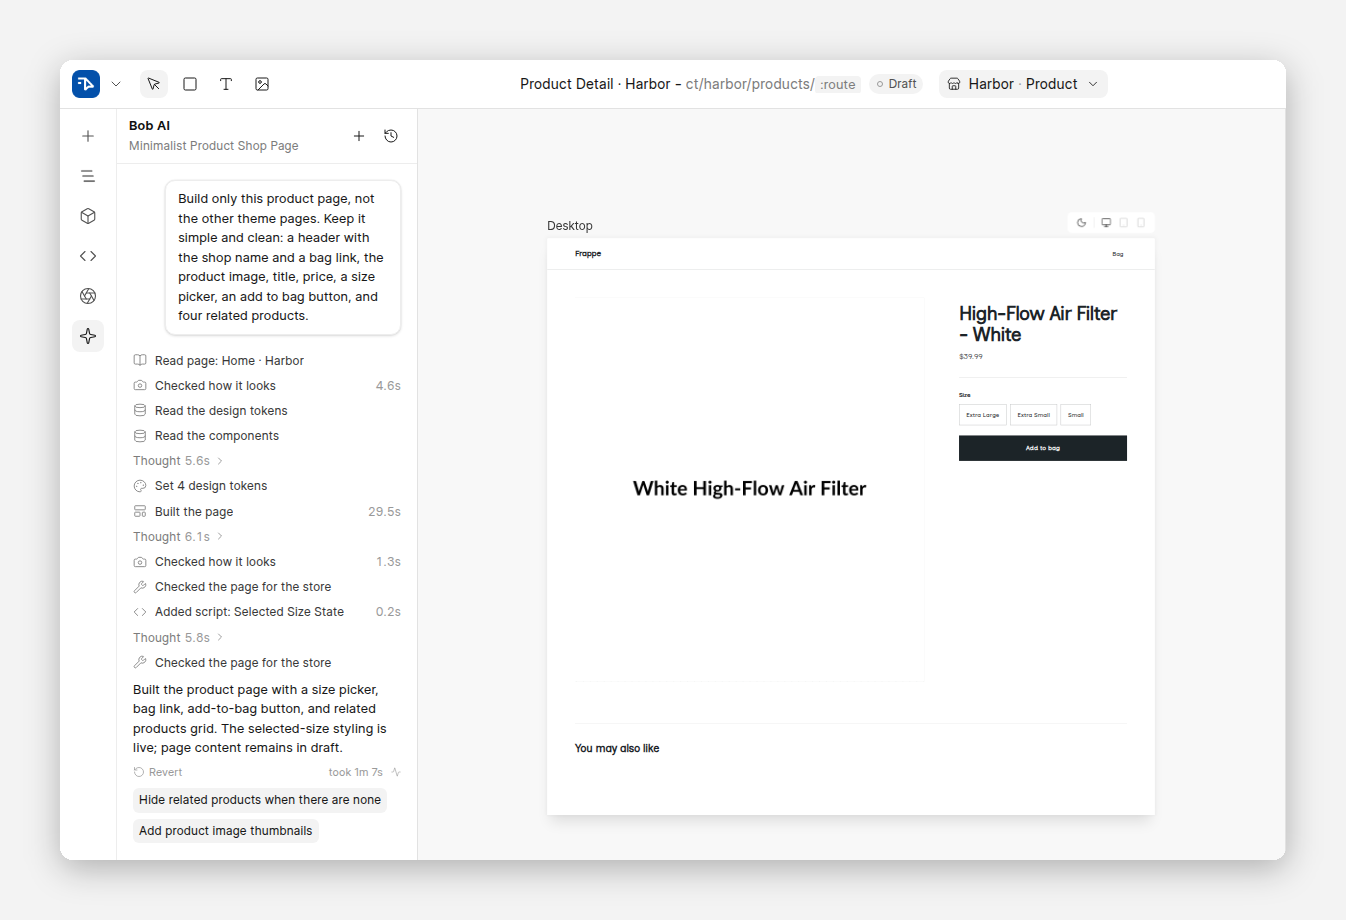 Product Detail · Harbor – ct/harbor/products/ :route
Draft
Harbor · Product
Bob AI
Minimalist Product Shop Page
Build only this product page, not
the other theme pages. Keep it
simple and clean: a header with
the shop name and a bag link, the
product image, title, price, a size
picker, an add to bag button, and
four related products.
Read page: Home · Harbor
Checked how it looks 4.6s
Read the design tokens
Read the components
Thought 5.6s
Set 4 design tokens
Built the page 29.5s
Thought 6.1s
Checked how it looks 1.3s
Checked the page for the store
Added script: Selected Size State 0.2s
Thought 5.8s
Checked the page for the store
Built the product page with a size picker,
bag link, add-to-bag button, and related
products grid. The selected-size styling is
live; page content remains in draft.
Revert took 1m 7s
Hide related products when there are none
Add product image thumbnails
Desktop
Frappe
Bag
White High-Flow Air Filter
High-Flow Air Filter
– White
$39.99
Size
Extra Large Extra Small Small
Add to bag
You may also like